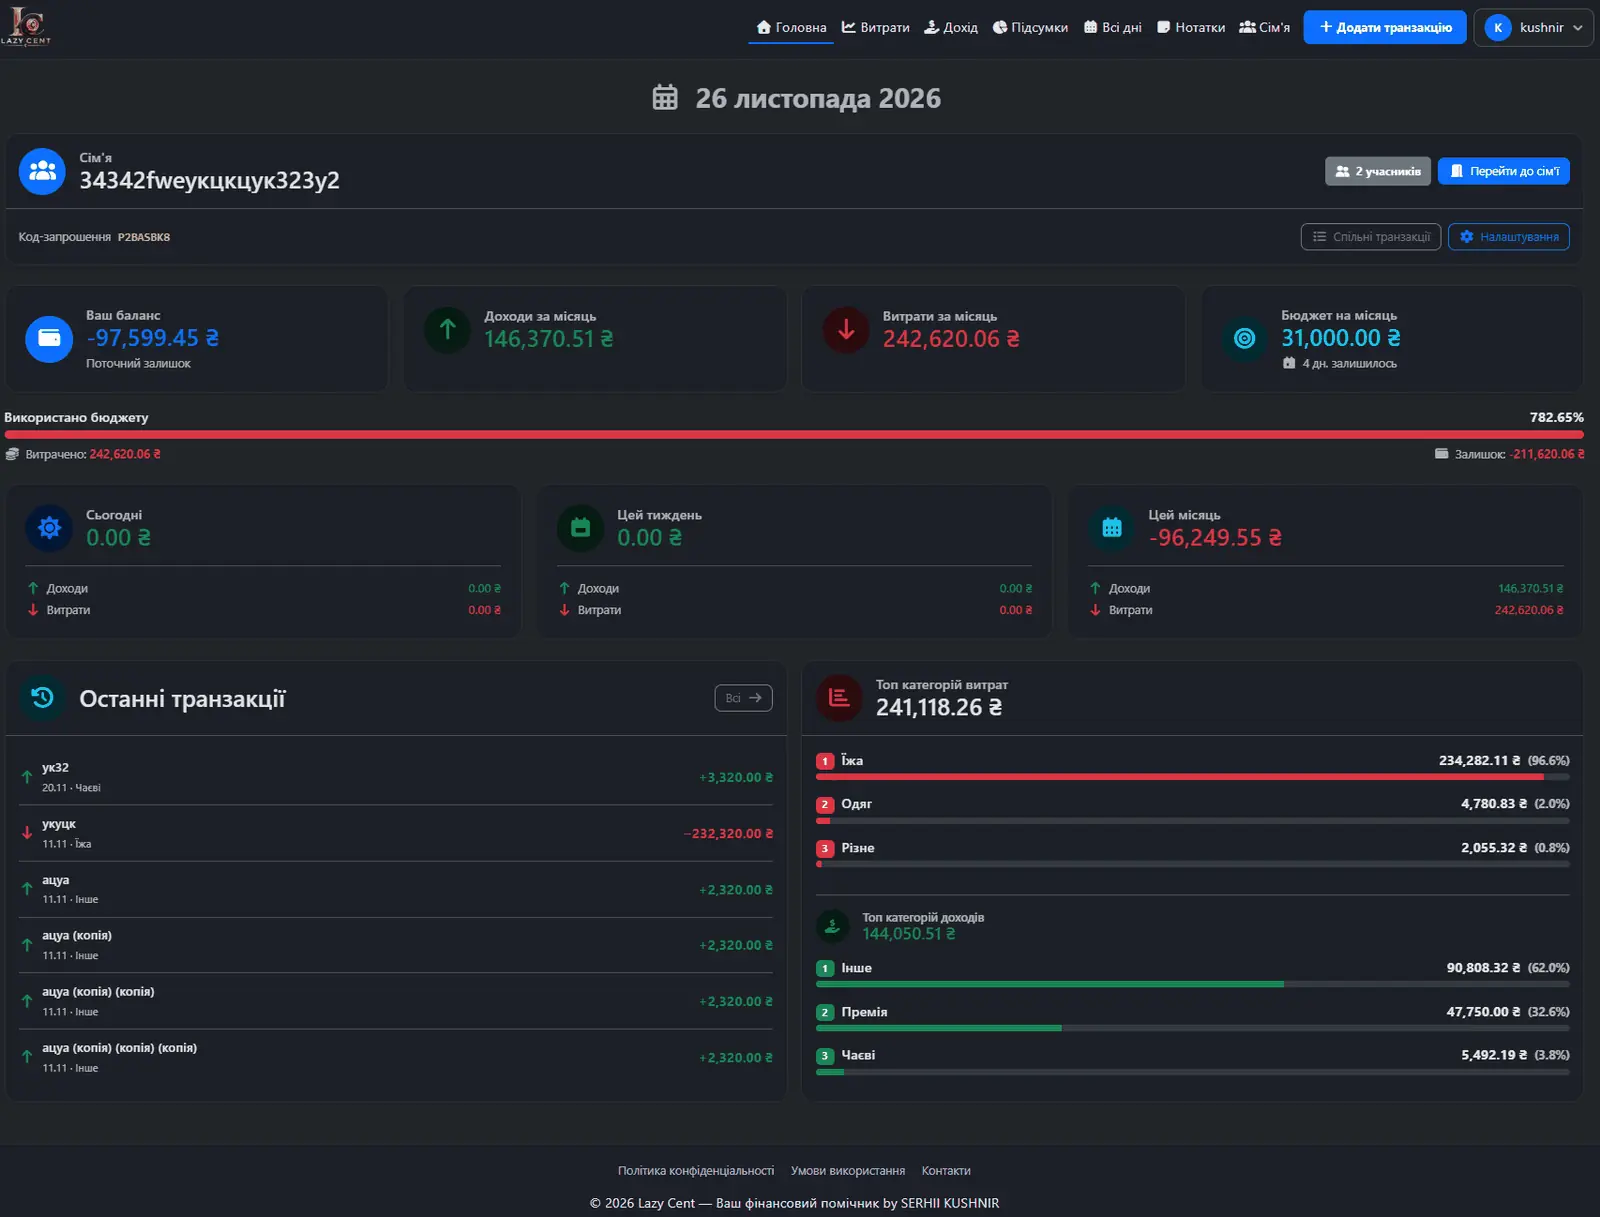 LAZY CENT
Головна Витрати Дохід Підсумки Всі дні Нотатки Сім'я + Додати транзакцію K kushnir
26 листопада 2026
Сім'я
34342fweукцкцук323у2
2 учасників Перейти до сім'ї
Код-запрошення P2BASBK8
Спільні транзакції Налаштування
Ваш баланс
-97,599.45 ₴
Поточний залишок
Доходи за місяць
146,370.51 ₴
Витрати за місяць
242,620.06 ₴
Бюджет на місяць
31,000.00 ₴
4 дн. залишилось
Використано бюджету 782.65%
Витрачено: 242,620.06 ₴ Залишок: -211,620.06 ₴
Сьогодні
0.00 ₴
Доходи 0.00 ₴
Витрати 0.00 ₴
Цей тиждень
0.00 ₴
Доходи 0.00 ₴
Витрати 0.00 ₴
Цей місяць
-96,249.55 ₴
Доходи 146,370.51 ₴
Витрати 242,620.06 ₴
Останні транзакції Всі →
ук32
20.11 · Чаєві
+3,320.00 ₴
укуцк
11.11 · Їжа
−232,320.00 ₴
ацуа
11.11 · Інше
+2,320.00 ₴
ацуа (копія)
11.11 · Інше
+2,320.00 ₴
ацуа (копія) (копія)
11.11 · Інше
+2,320.00 ₴
ацуа (копія) (копія) (копія)
11.11 · Інше
+2,320.00 ₴
Топ категорій витрат
241,118.26 ₴
1 Їжа 234,282.11 ₴ (96.6%)
2 Одяг 4,780.83 ₴ (2.0%)
3 Різне 2,055.32 ₴ (0.8%)
Топ категорій доходів
144,050.51 ₴
1 Інше 90,808.32 ₴ (62.0%)
2 Премія 47,750.00 ₴ (32.6%)
3 Чаєві 5,492.19 ₴ (3.8%)
Політика конфіденціальності Умови використання Контакти
© 2026 Lazy Cent — Ваш фінансовий помічник by SERHII KUSHNIR